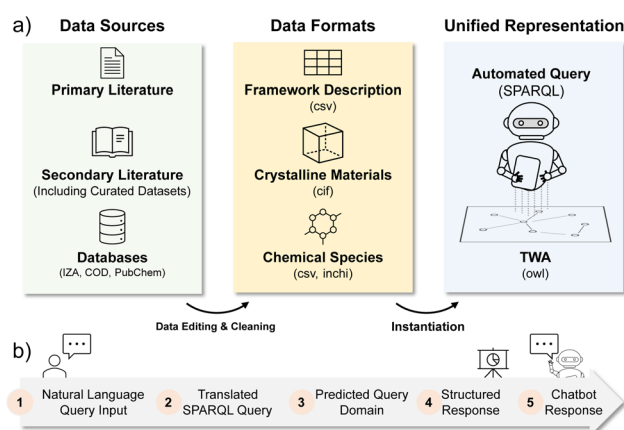 a)
Data Sources
Data Formats
Unified Representation
Primary Literature
Secondary Literature
(Including Curated Datasets)
Databases
(IZA, COD, PubChem)
Framework Description
(csv)
Crystalline Materials
(cif)
Chemical Species
(csv, inchi)
Automated Query
(SPARQL)
TWA
(owl)
Data Editing & Cleaning
Instantiation
b)
1
Natural Language
Query Input
2
Translated
SPARQL Query
3
Predicted Query
Domain
4
Structured
Response
5
Chatbot
Response